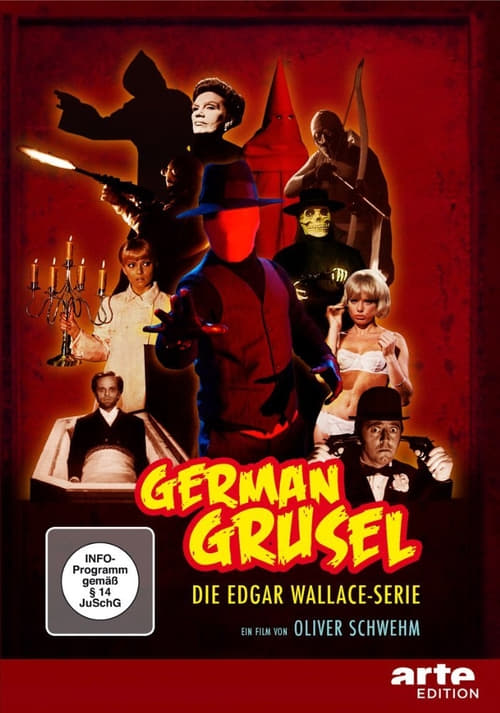 GERMAN
GRUSEL
DIE EDGAR WALLACE-SERIE
EIN FILM VON OLIVER SCHWEHM
INFO-
Programm
gemäß
§ 14
JuSchG
arte
EDITION